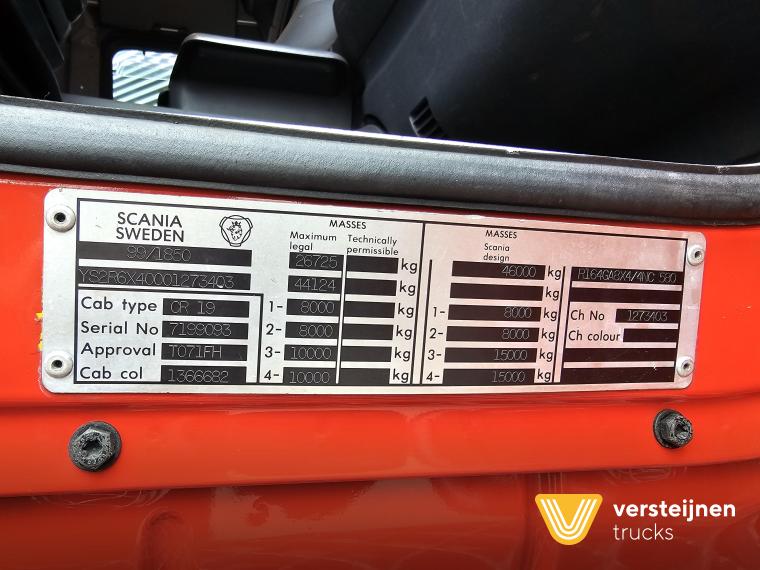 SCANIA
SWEDEN
99/1850
YS2R6X40001273403
Cab type CR 19
Serial No 7199093
Approval T071FH
Cab col 1366682
MASSES
Maximum legal
Technically permissible
26725 kg
44124 kg
1- 8000 kg
2- 8000 kg
3- 10000 kg
4- 10000 kg
MASSES
Scania design
46000 kg
kg
1- 8000 kg
2- 8000 kg
3- 15000 kg
4- 15000 kg
R164GA8X4/4NC 580
Ch No 1273403
Ch colour
versteijnen
trucks